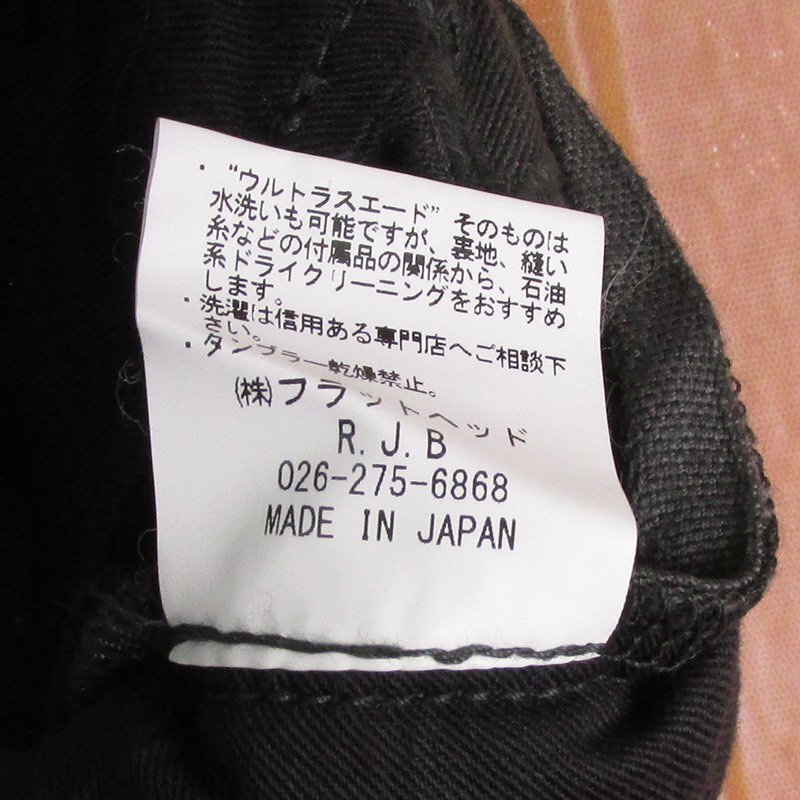 ・“ウルトラスエード”そのものは
水洗いも可能ですが、裏地、縫い
糸などの付属品の関係から、石油
系ドライクリーニングをおすすめ
します。
・洗濯は信用ある専門店へご相談下
さい。
・タンブラー乾燥禁止。
㈱フラットヘッド
R.J.B
026-275-6868
MADE IN JAPAN